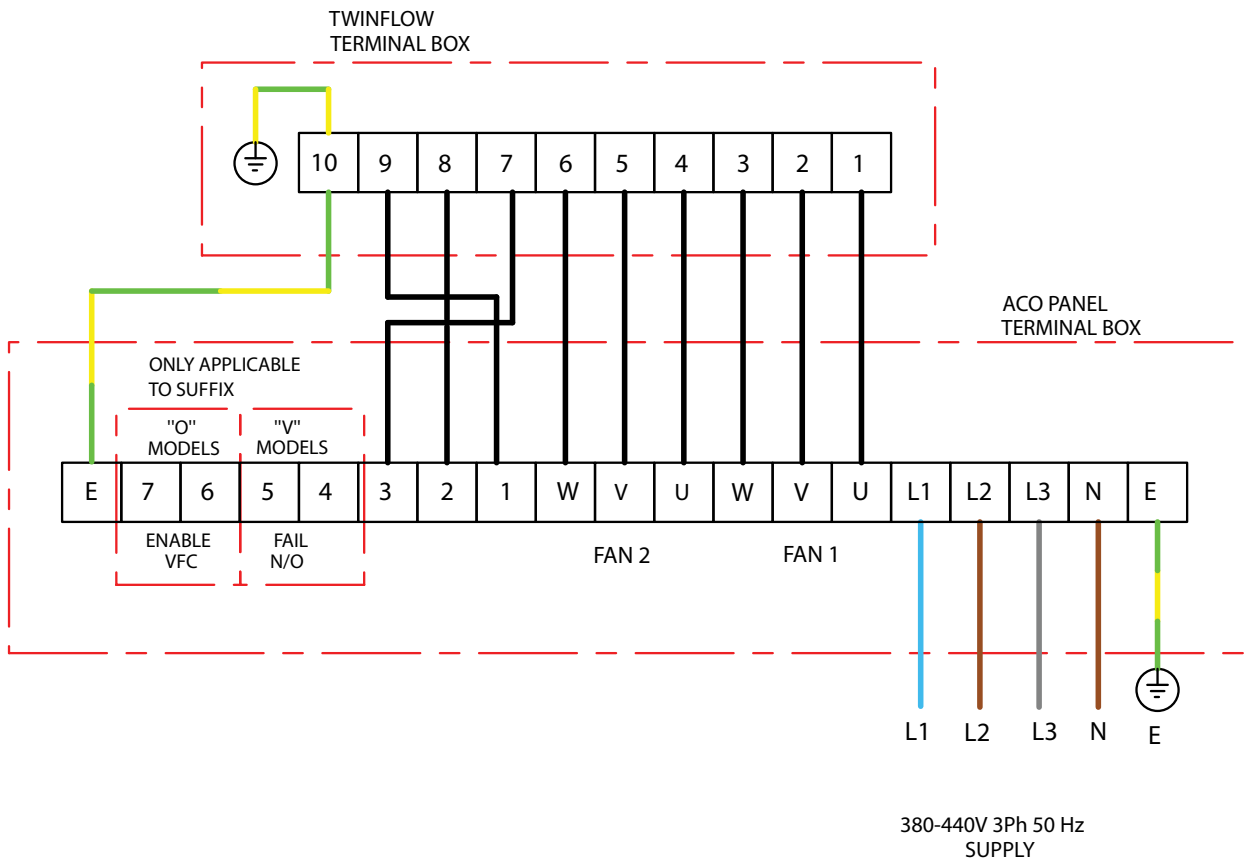 TWINFLOW
TERMINAL BOX
10 9 8 7 6 5 4 3 2 1
ACO PANEL
TERMINAL BOX
ONLY APPLICABLE
TO SUFFIX
"O"
MODELS
"V"
MODELS
E 7 6 5 4 3 2 1 W V U W V U L1 L2 L3 N E
ENABLE
VFC
FAIL
N/O
FAN 2
FAN 1
L1 L2 L3 N E
380-440V 3Ph 50 Hz
SUPPLY